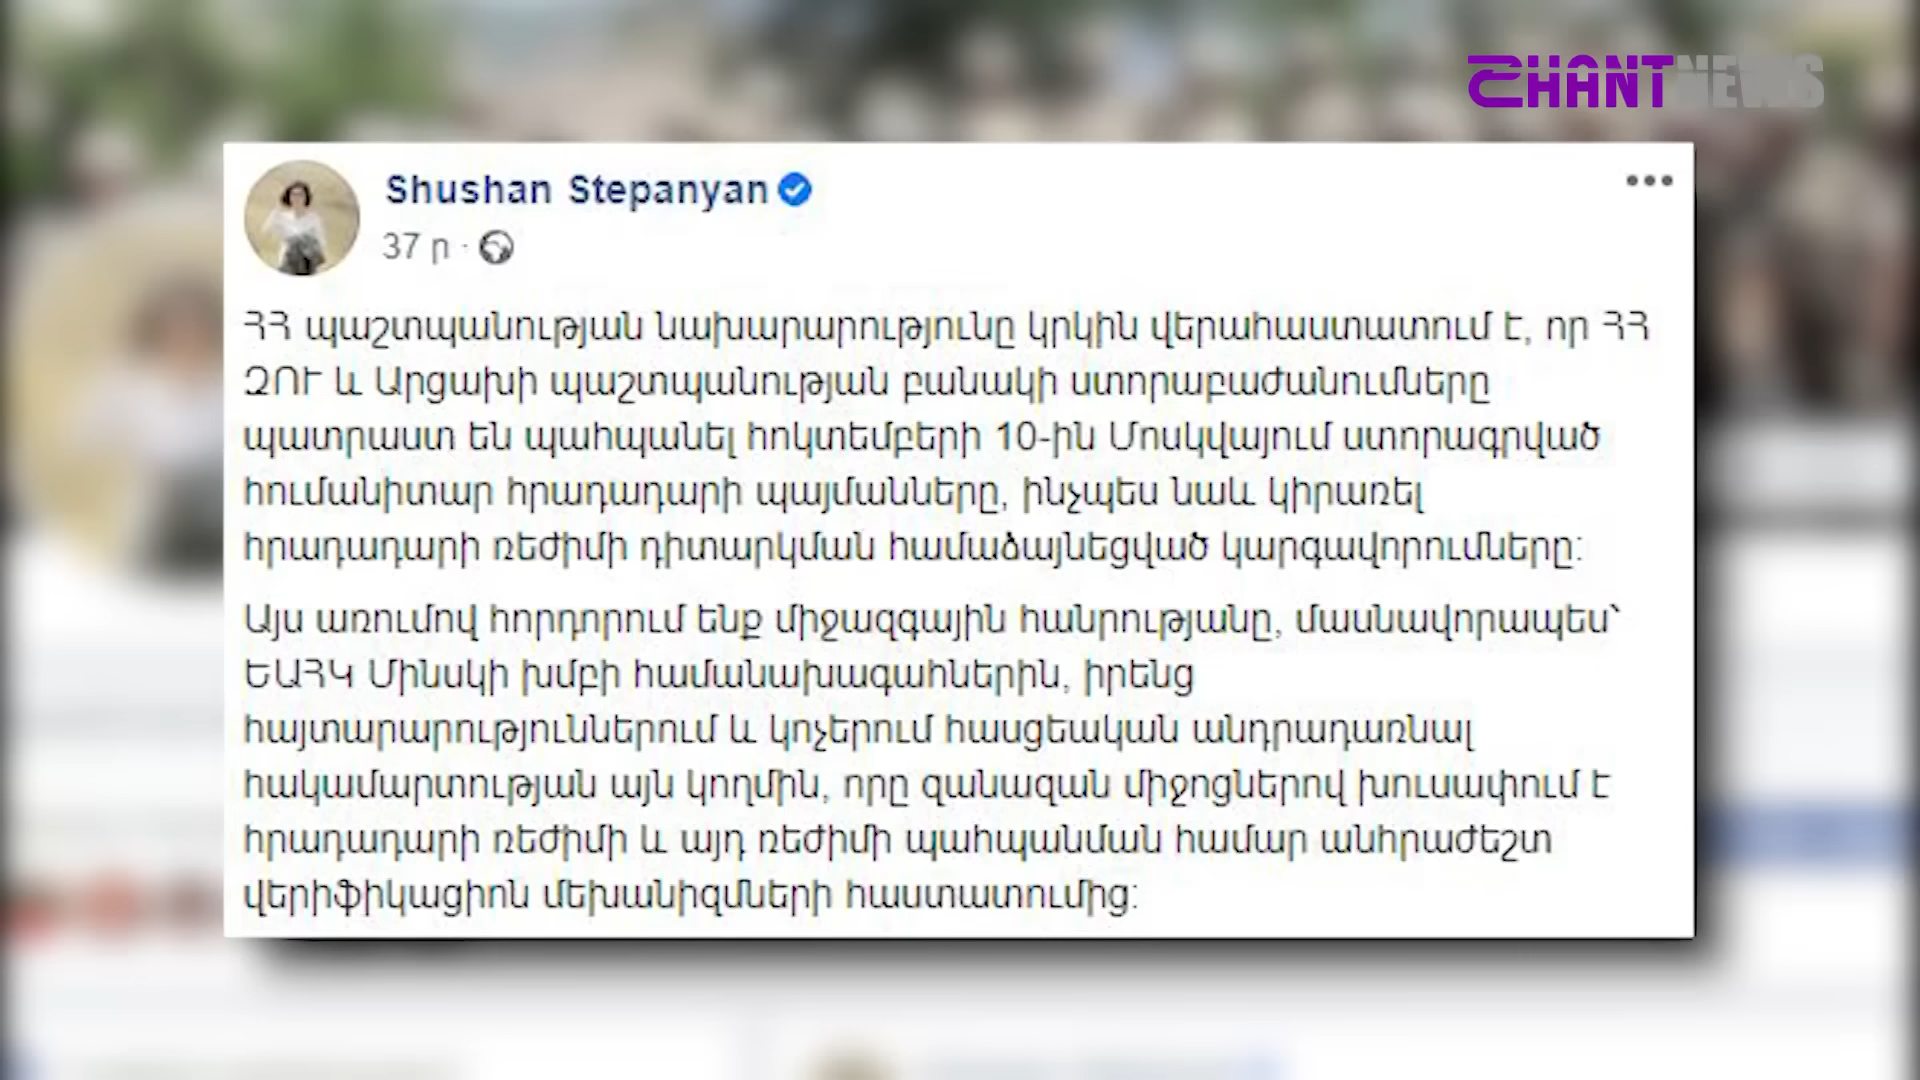 SHANTNEWS
Shushan Stepanyan
37 ր ·
ՀՀ պաշտպանության նախարարությունը կրկին վերահաստատում է, որ ՀՀ
ԶՈՒ և Արցախի պաշտպանության բանակի ստորաբաժանումները
պատրաստ են պահպանել հոկտեմբերի 10-ին Մոսկվայում ստորագրված
հումանիտար հրադադարի պայմանները, ինչպես նաև կիրառել
հրադադարի ռեժիմի դիտարկման համաձայնեցված կարգավորումները:
Այս առումով հորդորում ենք միջազգային հանրությանը, մասնավորապես՝
ԵԱՀԿ Մինսկի խմբի համանախագահներին, իրենց
հայտարարություններում և կոչերում հասցեական անդրադառնալ
հակամարտության այն կողմին, որը զանազան միջոցներով խուսափում է
հրադադարի ռեժիմի և այդ ռեժիմի պահպանման համար անհրաժեշտ
վերիֆիկացիոն մեխանիզմների հաստատումից: